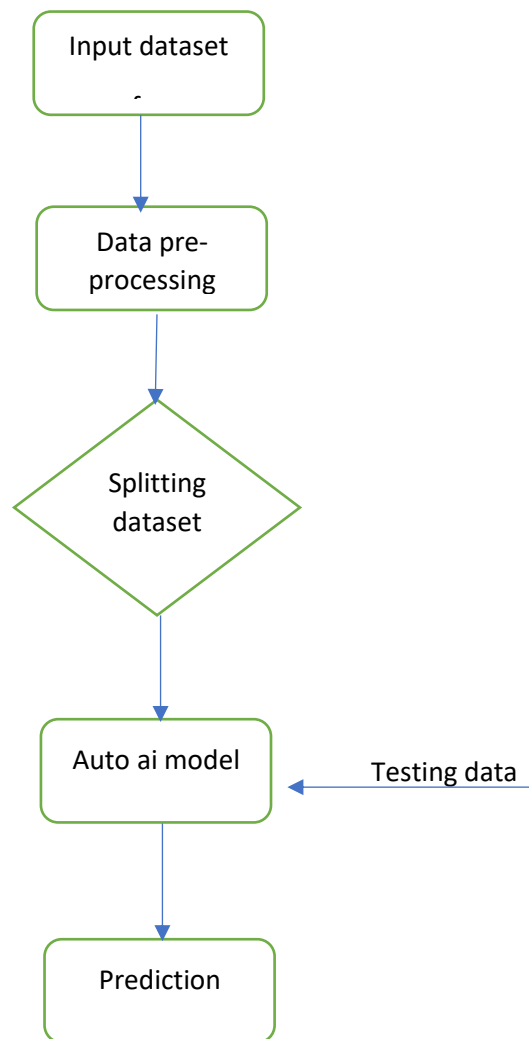 Input dataset
Data pre-
processing
Splitting
dataset
Auto ai model
Testing data
Prediction